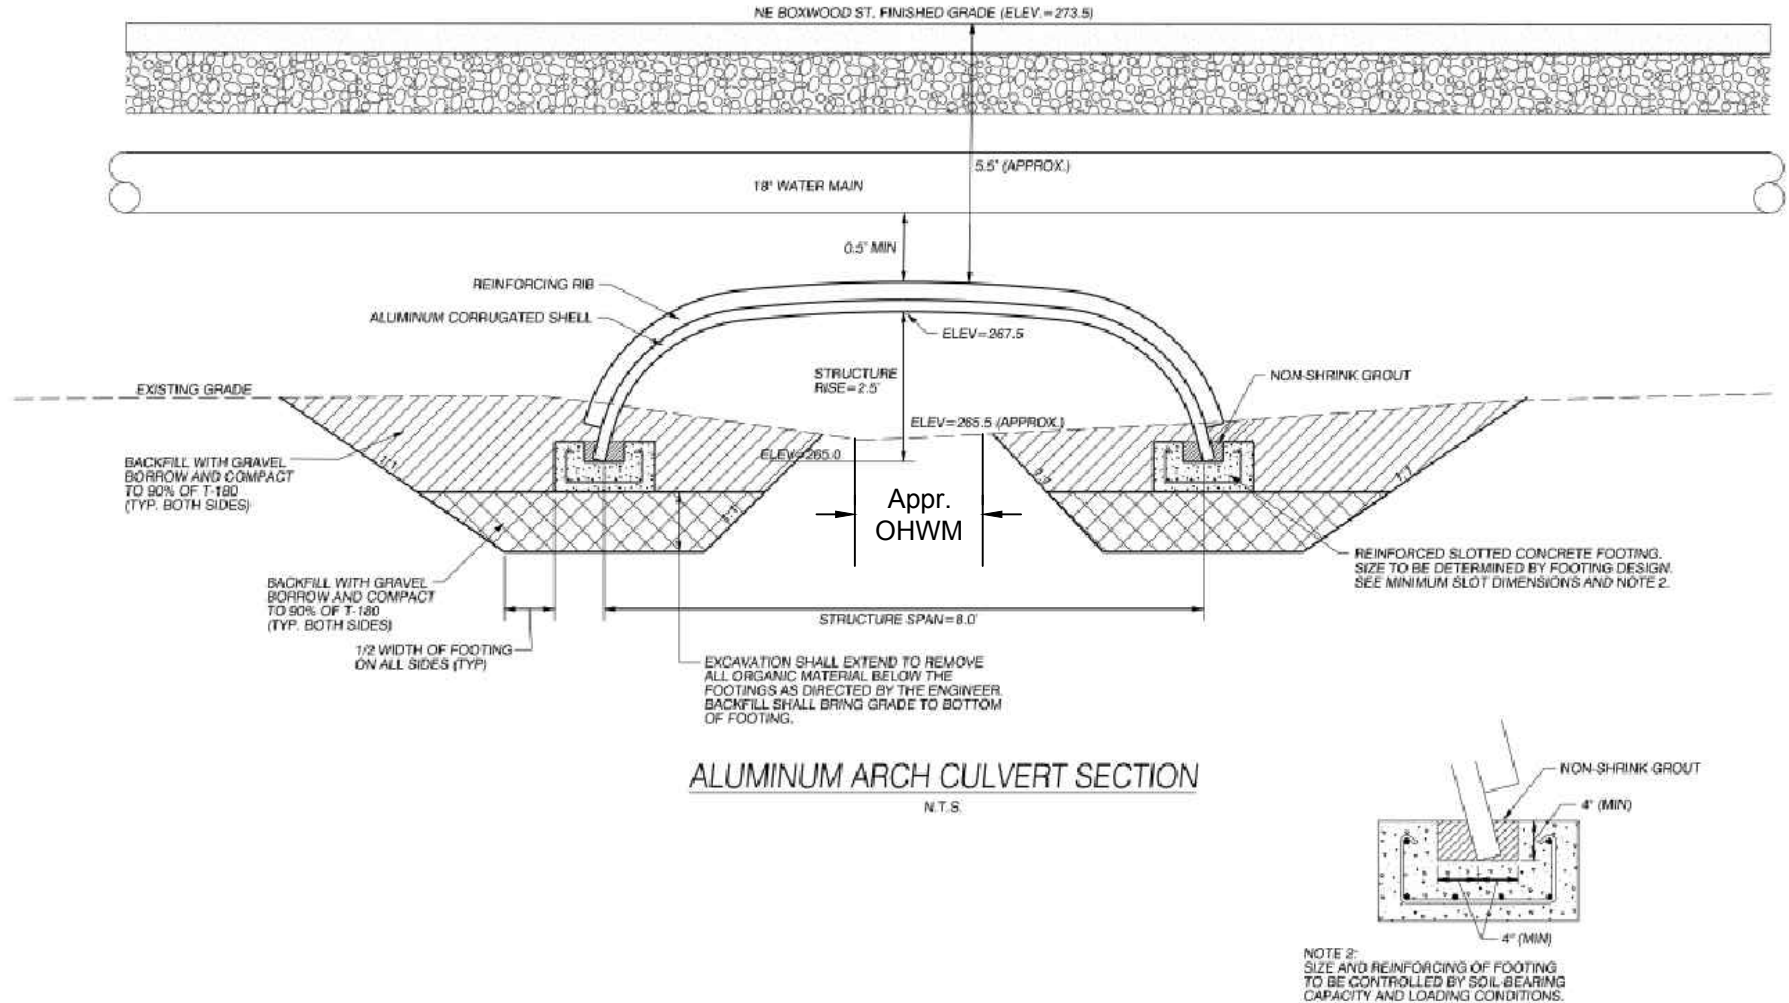 NE BOXWOOD ST. FINISHED GRADE (ELEV.=273.5)
5.5' (APPROX.)
18" WATER MAIN
0.5' MIN
REINFORCING RIB
ALUMINUM CORRUGATED SHELL
ELEV=267.5
STRUCTURE
RISE=2.5'
NON-SHRINK GROUT
EXISTING GRADE
ELEV=265.5 (APPROX.)
ELEV=265.0
BACKFILL WITH GRAVEL
BORROW AND COMPACT
TO 90% OF T-180
(TYP. BOTH SIDES)
1:1
1:1
Appr.
OHWM
REINFORCED SLOTTED CONCRETE FOOTING.
SIZE TO BE DETERMINED BY FOOTING DESIGN.
SEE MINIMUM SLOT DIMENSIONS AND NOTE 2.
BACKFILL WITH GRAVEL
BORROW AND COMPACT
TO 90% OF T-180
(TYP. BOTH SIDES)
STRUCTURE SPAN=8.0'
1/2 WIDTH OF FOOTING
ON ALL SIDES (TYP)
EXCAVATION SHALL EXTEND TO REMOVE
ALL ORGANIC MATERIAL BELOW THE
FOOTINGS AS DIRECTED BY THE ENGINEER.
BACKFILL SHALL BRING GRADE TO BOTTOM
OF FOOTING.
ALUMINUM ARCH CULVERT SECTION
N.T.S.
NON-SHRINK GROUT
4" (MIN)
4" (MIN)
NOTE 2:
SIZE AND REINFORCING OF FOOTING
TO BE CONTROLLED BY SOIL-BEARING
CAPACITY AND LOADING CONDITIONS.